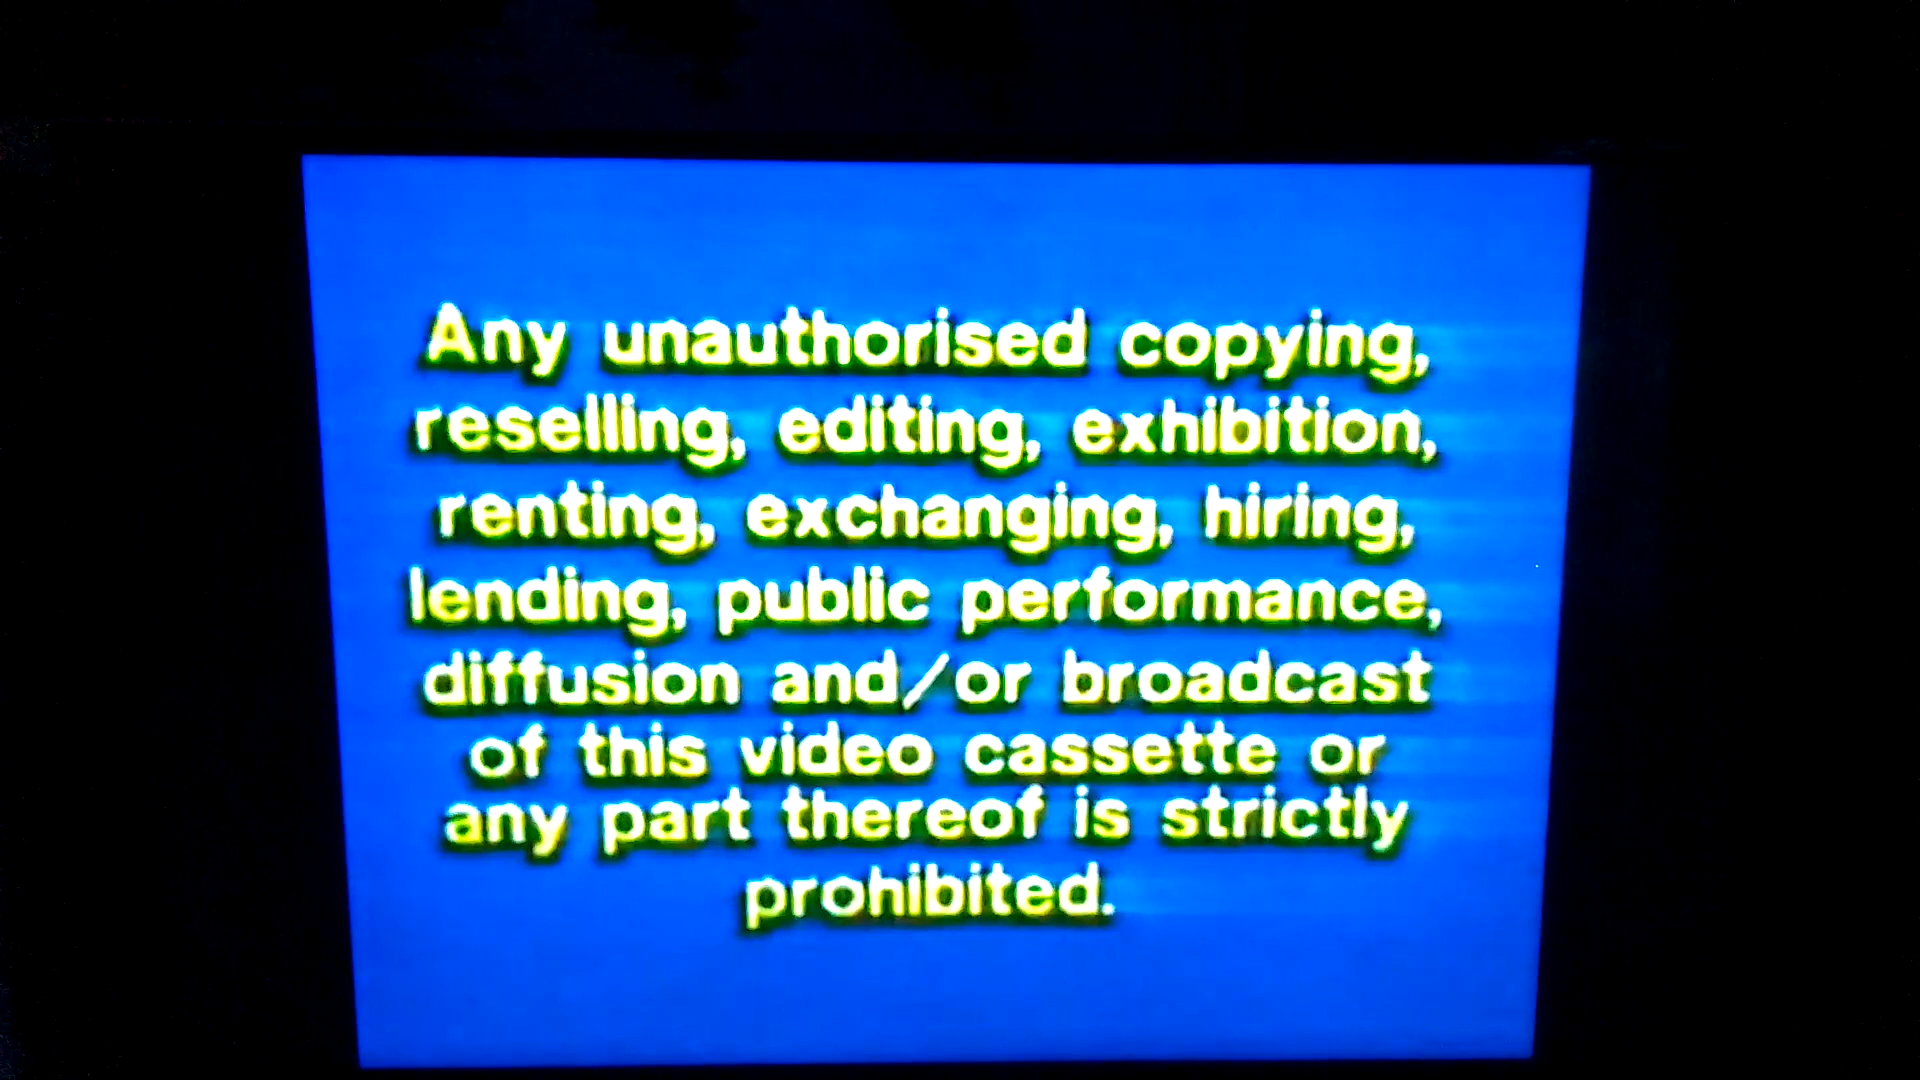 Any unauthorised copying,
reselling, editing, exhibition,
renting, exchanging, hiring,
lending, public performance,
diffusion and/or broadcast
of this video cassette or
any part thereof is strictly
prohibited.